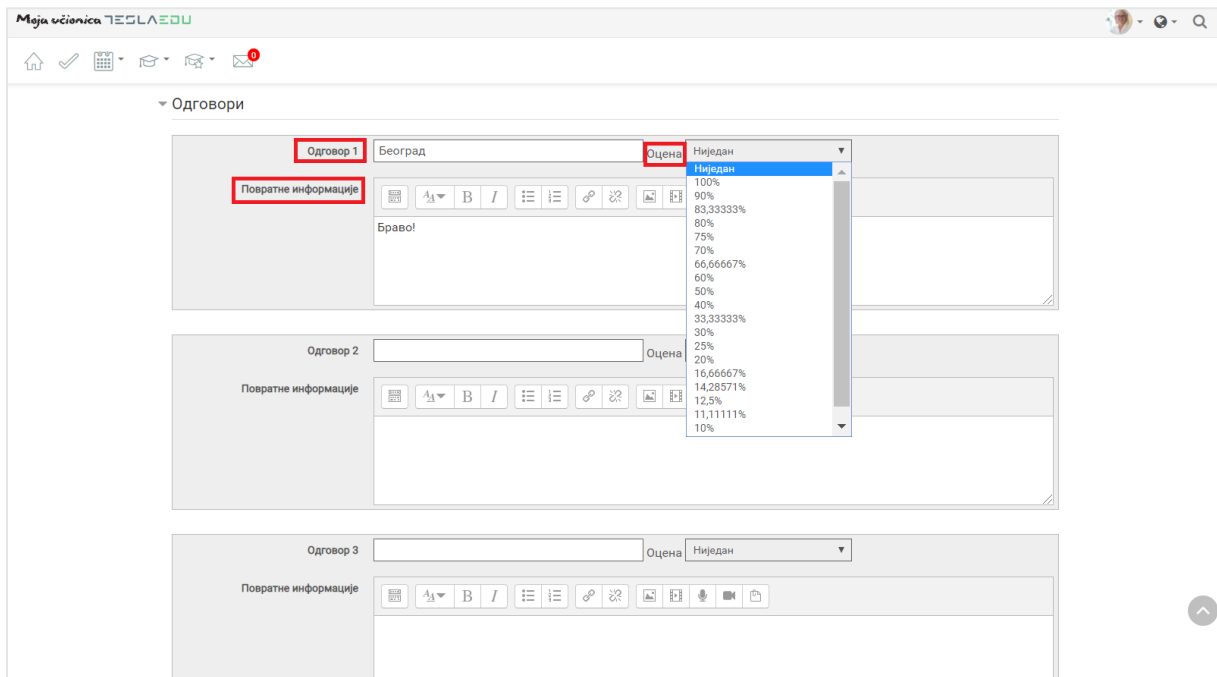 Moja učionica TESLAEDU
0
Одговори
Одговор 1 Београд Оцена Ниједан
Ниједан
100%
90%
83,33333%
80%
75%
70%
66,66667%
60%
50%
40%
33,33333%
30%
25%
20%
16,66667%
14,28571%
12,5%
11,11111%
10%
Повратне информације
Браво!
Одговор 2 Оцена
Повратне информације
Одговор 3 Оцена Ниједан
Повратне информације